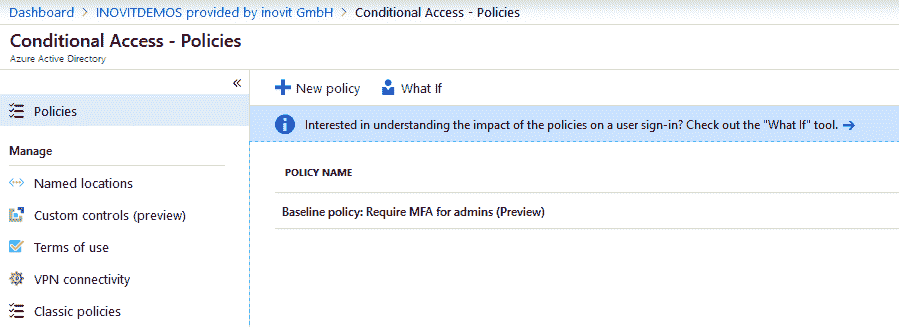 Dashboard > INOVITDEMOS provided by inovit GmbH > Conditional Access - Policies
Conditional Access - Policies
Azure Active Directory
«
Policies
Manage
Named locations
Custom controls (preview)
Terms of use
VPN connectivity
Classic policies
+ New policy What If
Interested in understanding the impact of the policies on a user sign-in? Check out the "What If" tool. →
POLICY NAME
Baseline policy: Require MFA for admins (Preview)